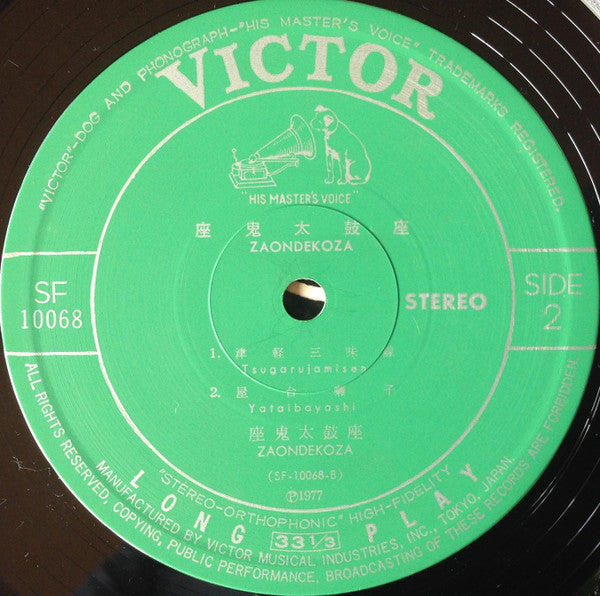 "VICTOR"–DOG AND PHONOGRAPH–"HIS MASTER'S VOICE" TRADEMARKS REGISTERED.
VICTOR
"HIS MASTER'S VOICE"
座鬼太鼓座
ZAONDEKOZA
SF
10068
STEREO
SIDE
2
1. 津軽三味線
Tsugarujamisen
2. 屋台囃子
Yataibayashi
座鬼太鼓座
ZAONDEKOZA
(SF-10068-B)
Ⓟ1977
"STEREO-ORTHOPHONIC" HIGH-FIDELITY
LONG 33 1/3 PLAY
MANUFACTURED BY VICTOR MUSICAL INDUSTRIES, INC., TOKYO, JAPAN.
ALL RIGHTS RESERVED, COPYING, PUBLIC PERFORMANCE, BROADCASTING OF THESE RECORDS ARE FORBIDDEN